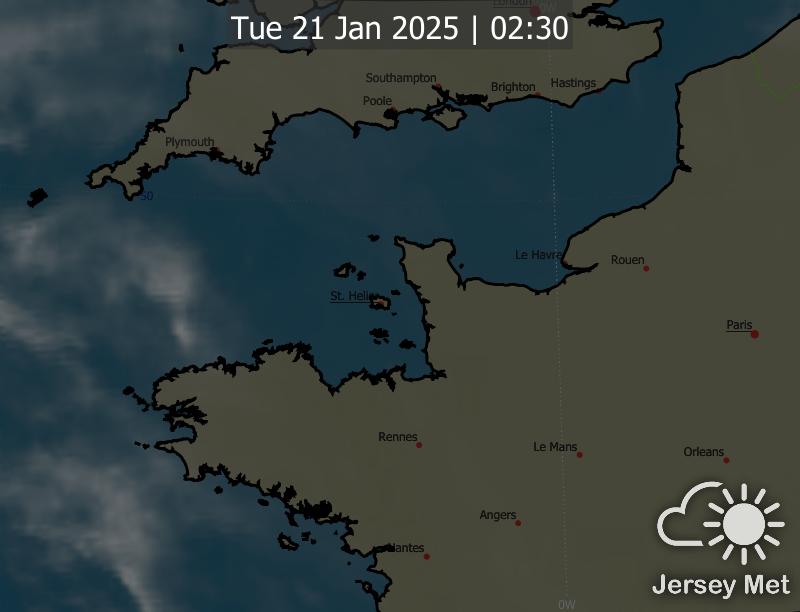 London
0W
Tue 21 Jan 2025 | 02:30
Southampton
Brighton
Hastings
Poole
Plymouth
50
Le Havre
Rouen
St. Helier
Paris
Rennes
Le Mans
Orleans
Angers
Nantes
Jersey Met
0W